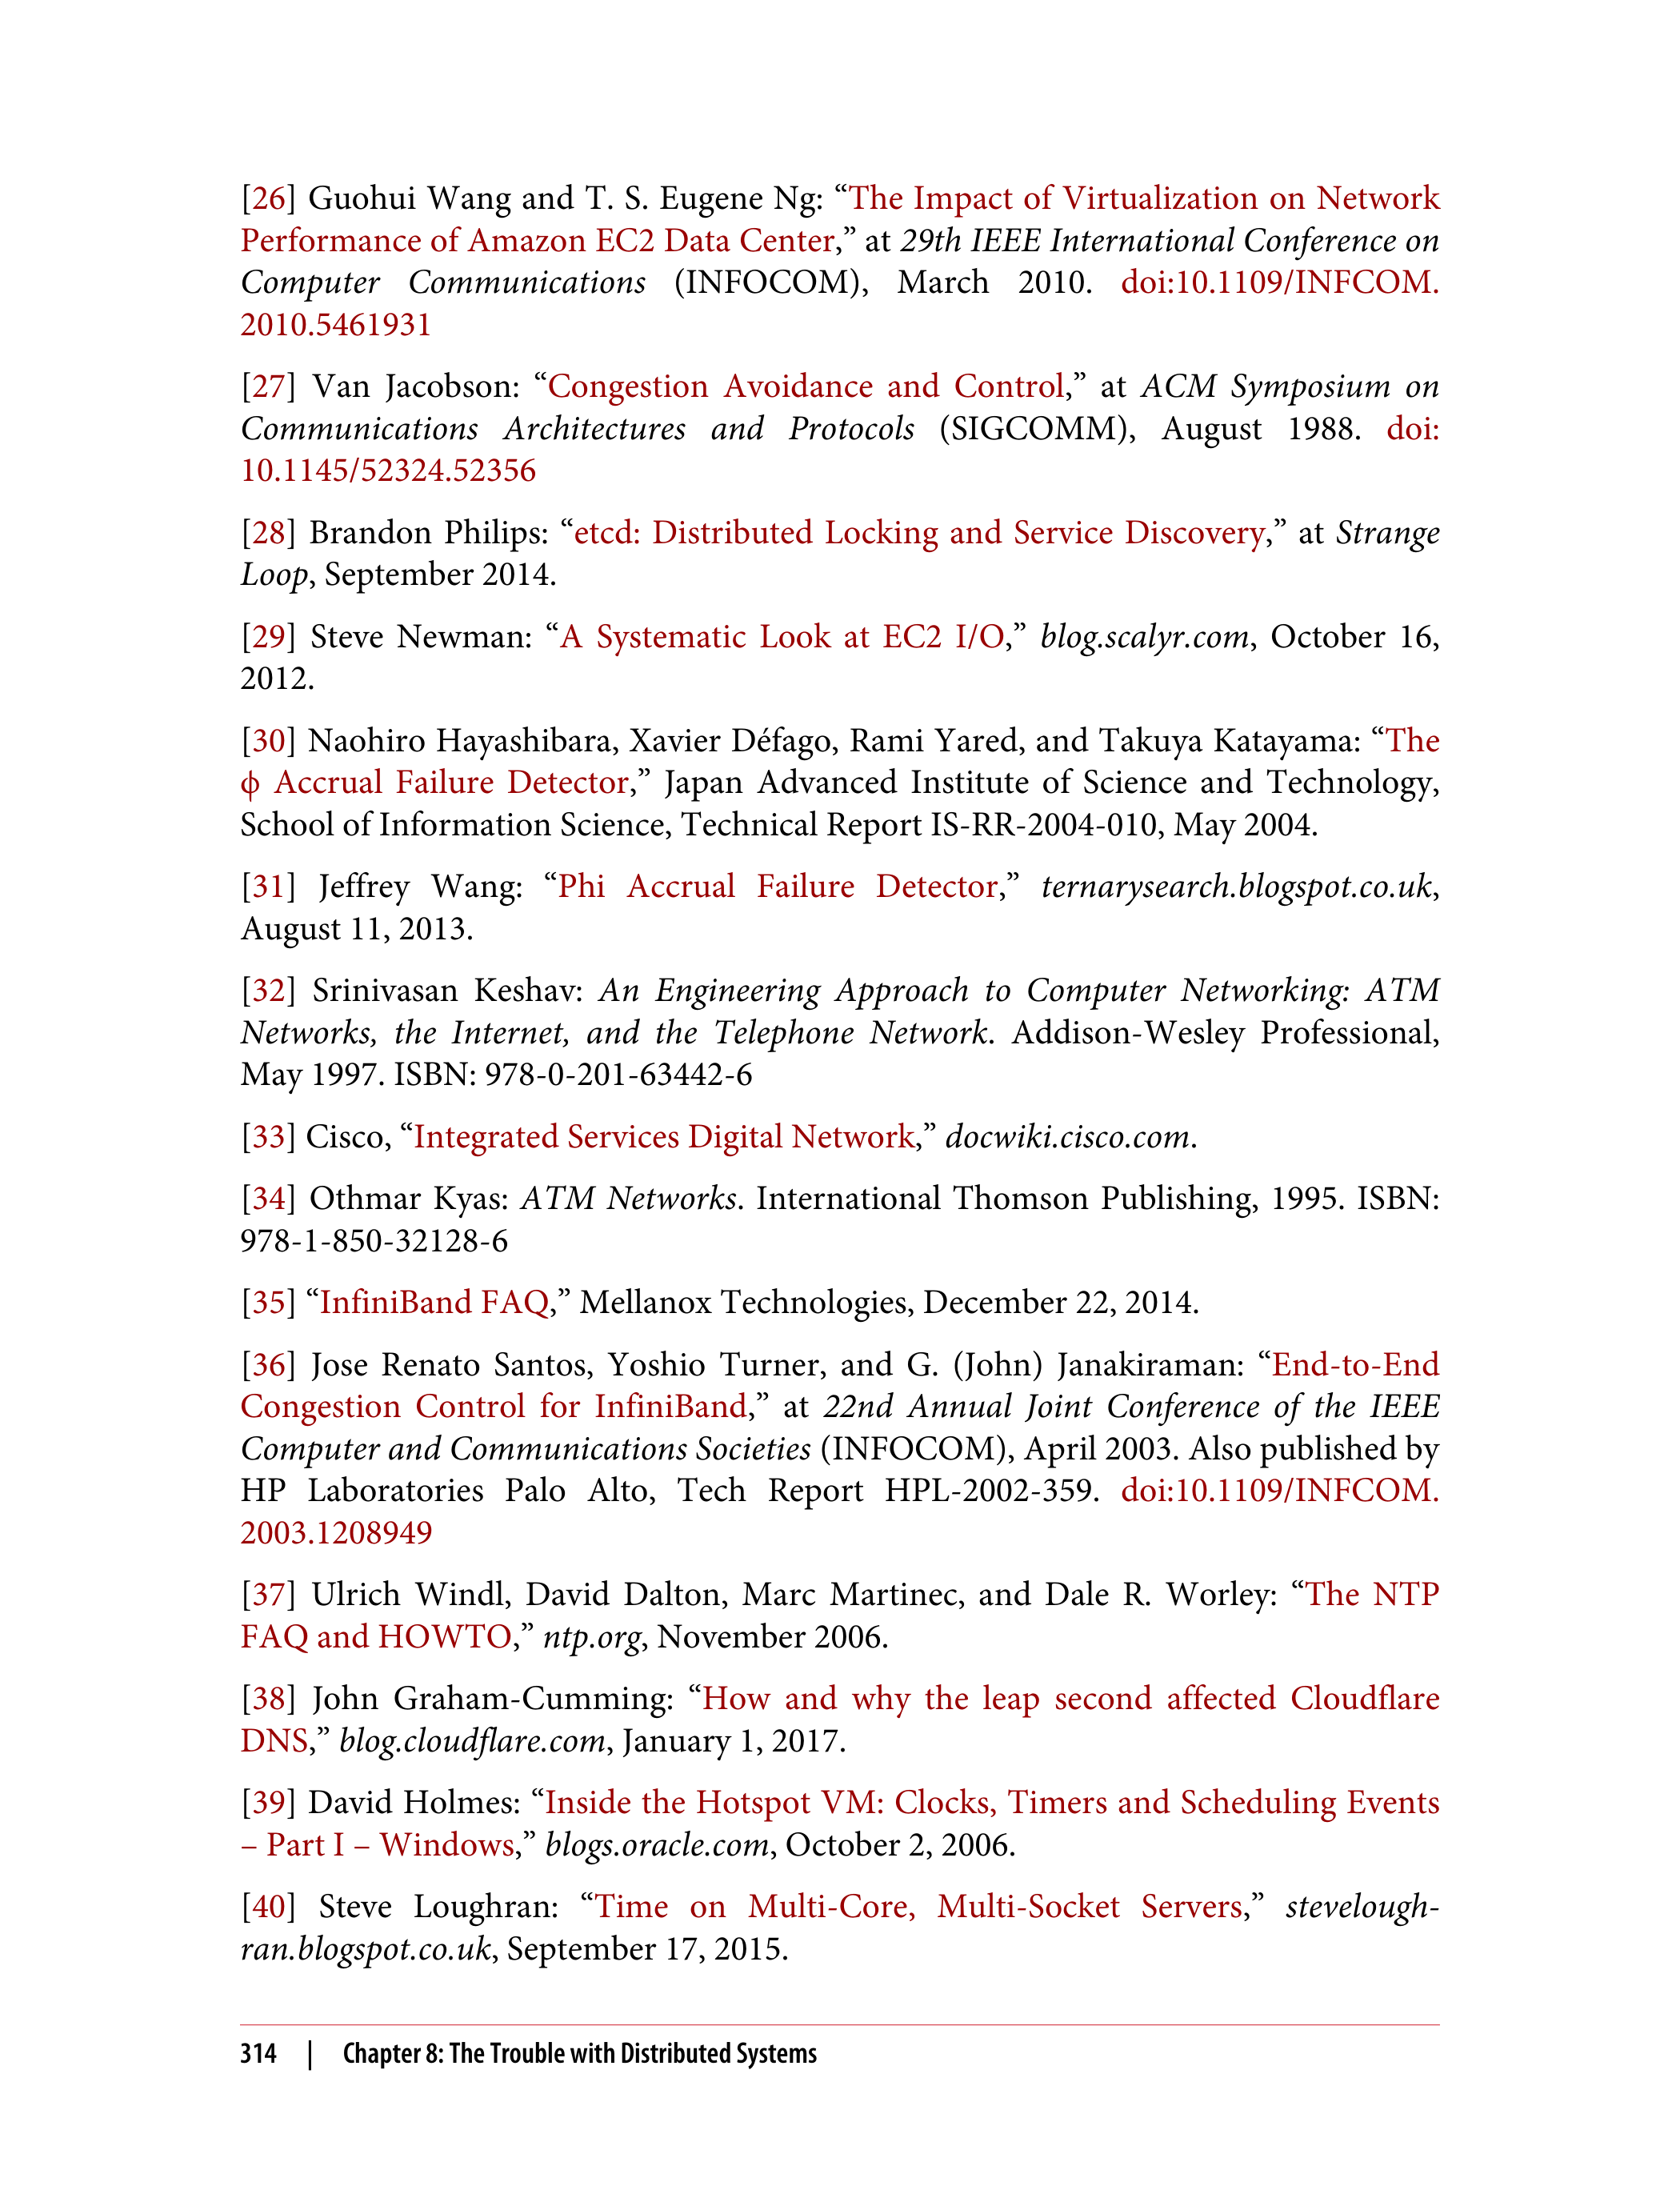 [26] Guohui Wang and T. S. Eugene Ng: “The Impact of Virtualization on Network
Performance of Amazon EC2 Data Center,” at 29th IEEE International Conference on
Computer Communications (INFOCOM), March 2010. doi:10.1109/INFCOM.
2010.5461931
[27] Van Jacobson: “Congestion Avoidance and Control,” at ACM Symposium on
Communications Architectures and Protocols (SIGCOMM), August 1988. doi:
10.1145/52324.52356
[28] Brandon Philips: “etcd: Distributed Locking and Service Discovery,” at Strange
Loop, September 2014.
[29] Steve Newman: “A Systematic Look at EC2 I/O,” blog.scalyr.com, October 16,
2012.
[30] Naohiro Hayashibara, Xavier Défago, Rami Yared, and Takuya Katayama: “The
ϕ Accrual Failure Detector,” Japan Advanced Institute of Science and Technology,
School of Information Science, Technical Report IS-RR-2004-010, May 2004.
[31] Jeffrey Wang: “Phi Accrual Failure Detector,” ternarysearch.blogspot.co.uk,
August 11, 2013.
[32] Srinivasan Keshav: An Engineering Approach to Computer Networking: ATM
Networks, the Internet, and the Telephone Network. Addison-Wesley Professional,
May 1997. ISBN: 978-0-201-63442-6
[33] Cisco, “Integrated Services Digital Network,” docwiki.cisco.com.
[34] Othmar Kyas: ATM Networks. International Thomson Publishing, 1995. ISBN:
978-1-850-32128-6
[35] “InfiniBand FAQ,” Mellanox Technologies, December 22, 2014.
[36] Jose Renato Santos, Yoshio Turner, and G. (John) Janakiraman: “End-to-End
Congestion Control for InfiniBand,” at 22nd Annual Joint Conference of the IEEE
Computer and Communications Societies (INFOCOM), April 2003. Also published by
HP Laboratories Palo Alto, Tech Report HPL-2002-359. doi:10.1109/INFCOM.
2003.1208949
[37] Ulrich Windl, David Dalton, Marc Martinec, and Dale R. Worley: “The NTP
FAQ and HOWTO,” ntp.org, November 2006.
[38] John Graham-Cumming: “How and why the leap second affected Cloudflare
DNS,” blog.cloudflare.com, January 1, 2017.
[39] David Holmes: “Inside the Hotspot VM: Clocks, Timers and Scheduling Events
– Part I – Windows,” blogs.oracle.com, October 2, 2006.
[40] Steve Loughran: “Time on Multi-Core, Multi-Socket Servers,” stevelough-
ran.blogspot.co.uk, September 17, 2015.
314 | Chapter 8: The Trouble with Distributed Systems